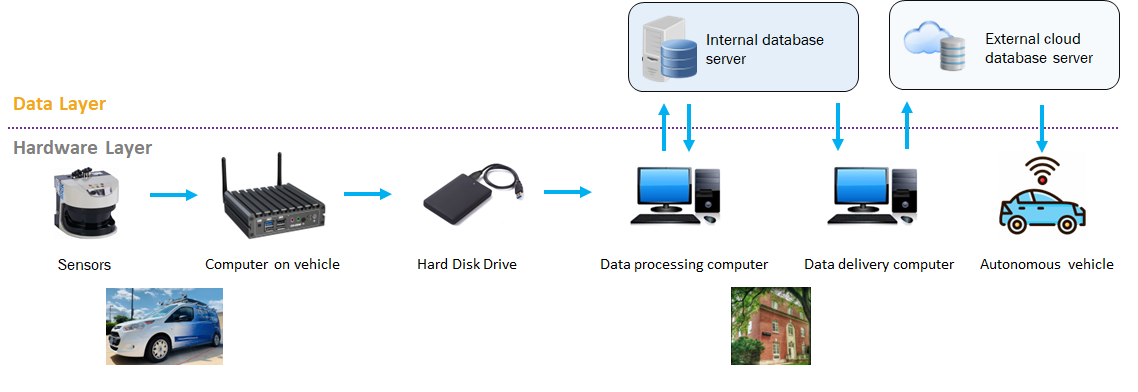 Internal database
server
External cloud
database server
Data Layer
Hardware Layer
Sensors
Computer on vehicle
Hard Disk Drive
Data processing computer
Data delivery computer
Autonomous vehicle